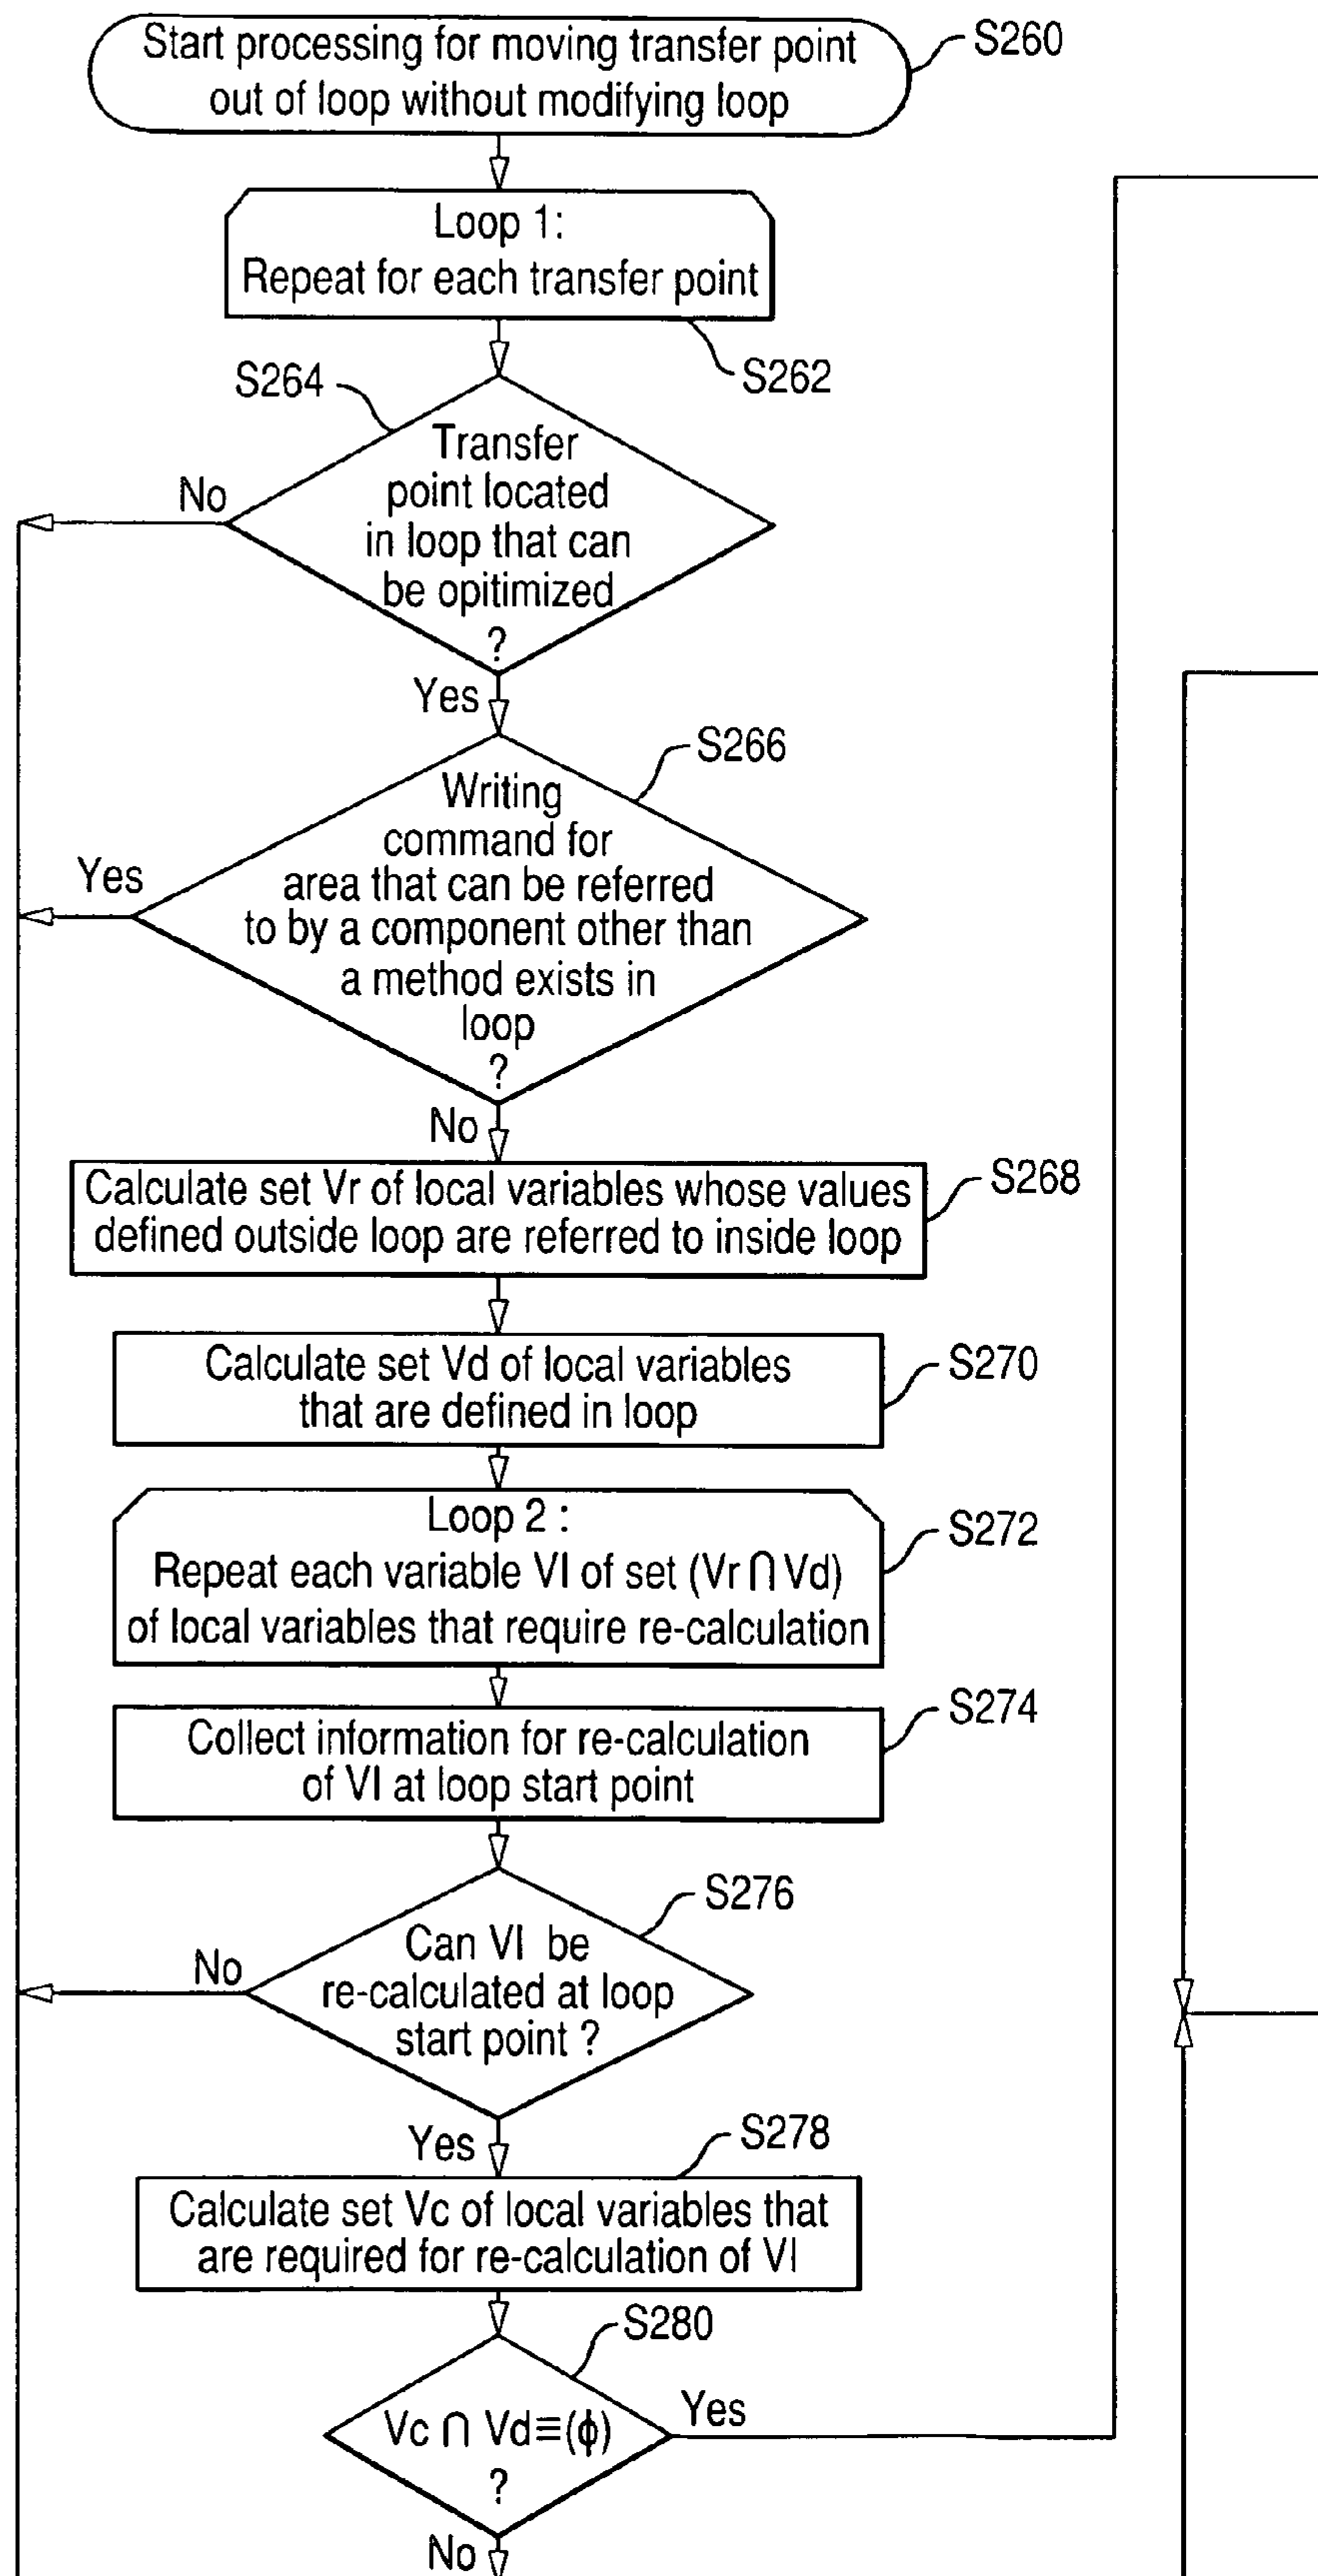 Start processing for moving transfer point
out of loop without modifying loop
S260
Loop 1:
Repeat for each transfer point
S262
S264
Transfer
point located
in loop that can
be opitimized
?
No
Yes
S266
Writing
command for
area that can be referred
to by a component other than
a method exists in
loop
?
Yes
No
Calculate set Vr of local variables whose values
defined outside loop are referred to inside loop
S268
Calculate set Vd of local variables
that are defined in loop
S270
Loop 2 :
Repeat each variable VI of set (Vr ∩ Vd)
of local variables that require re-calculation
S272
Collect information for re-calculation
of VI at loop start point
S274
S276
Can VI be
re-calculated at loop
start point ?
No
Yes
S278
Calculate set Vc of local variables that
are required for re-calculation of VI
S280
Vc ∩ Vd≡(ϕ)
?
Yes
No